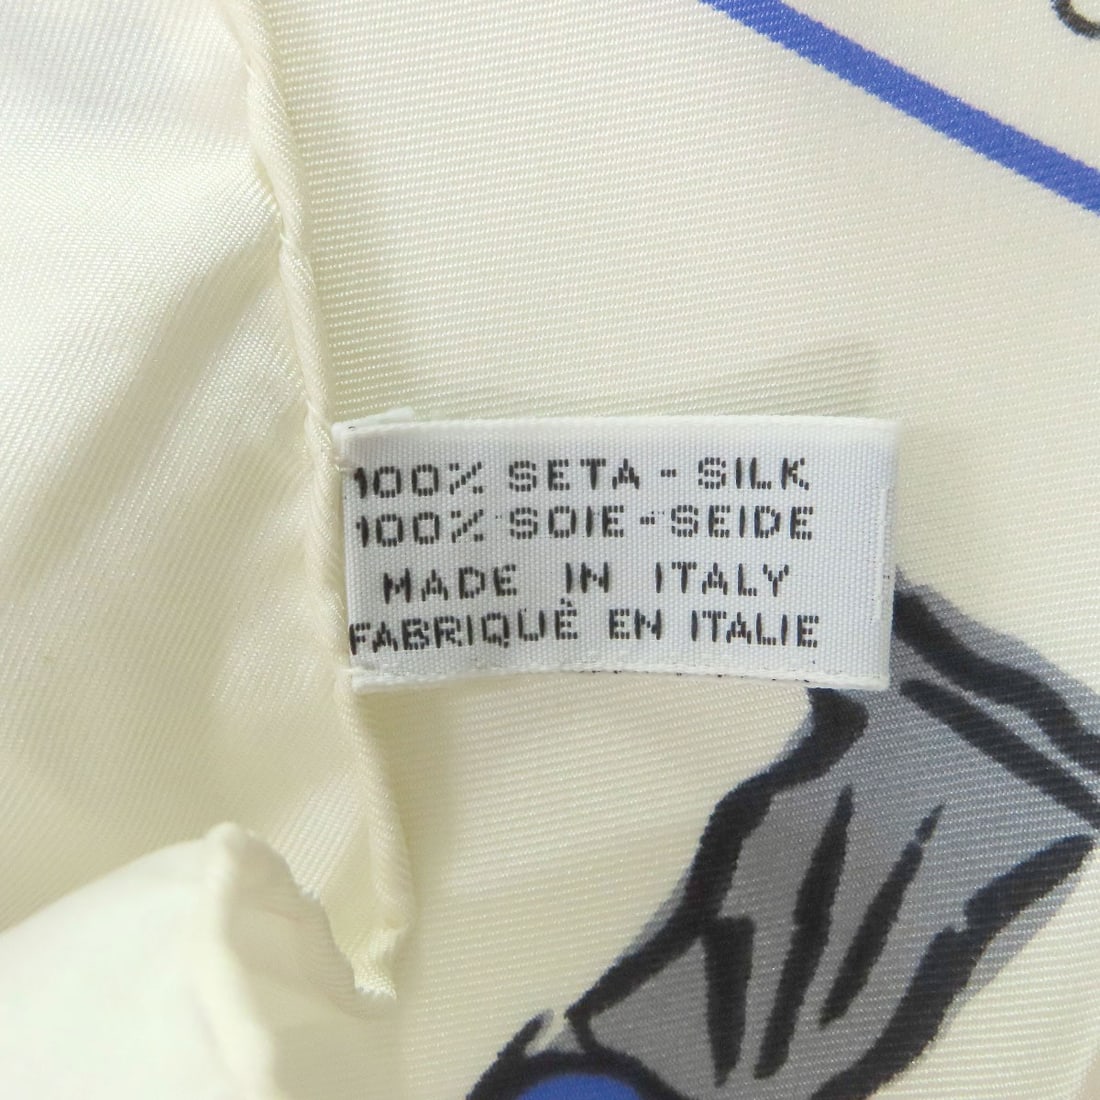 100% SETA - SILK
100% SOIE - SEIDE
MADE IN ITALY
FABRIQUÈ EN ITALIE